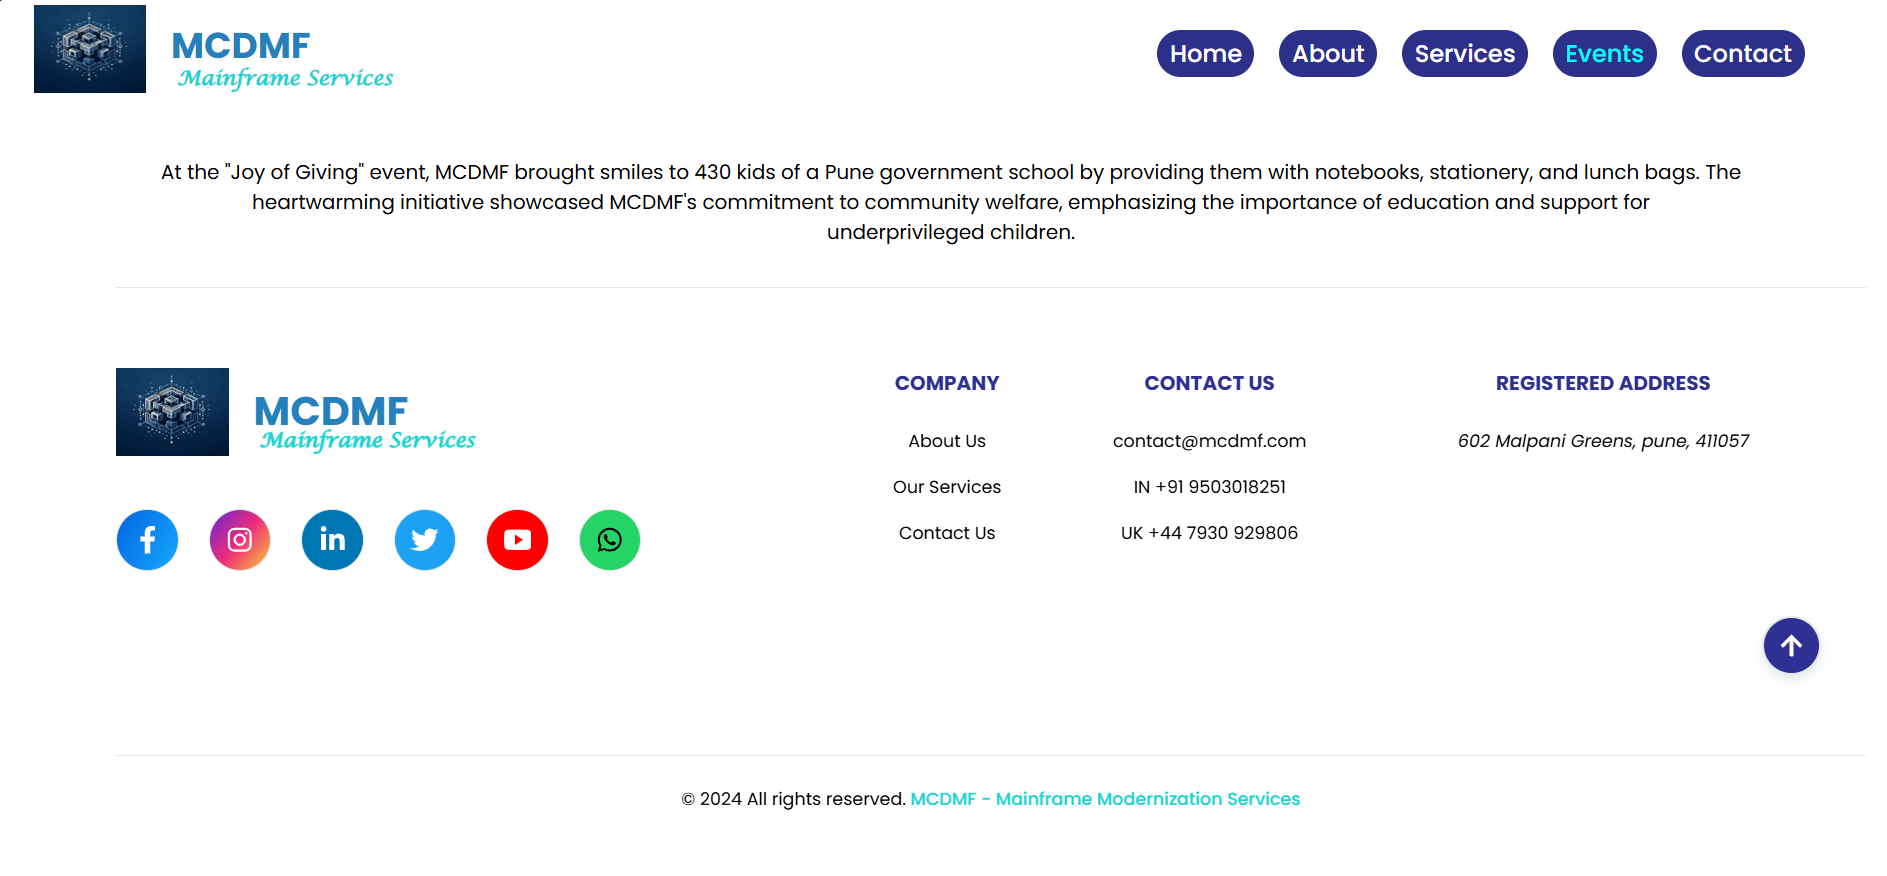 MCDMF
Mainframe Services
Home
About
Services
Events
Contact
At the "Joy of Giving" event, MCDMF brought smiles to 430 kids of a Pune government school by providing them with notebooks, stationery, and lunch bags. The
heartwarming initiative showcased MCDMF's commitment to community welfare, emphasizing the importance of education and support for
underprivileged children.
MCDMF
Mainframe Services
COMPANY
About Us
Our Services
Contact Us
CONTACT US
contact@mcdmf.com
IN +91 9503018251
UK +44 7930 929806
REGISTERED ADDRESS
602 Malpani Greens, pune, 411057
© 2024 All rights reserved. MCDMF - Mainframe Modernization Services